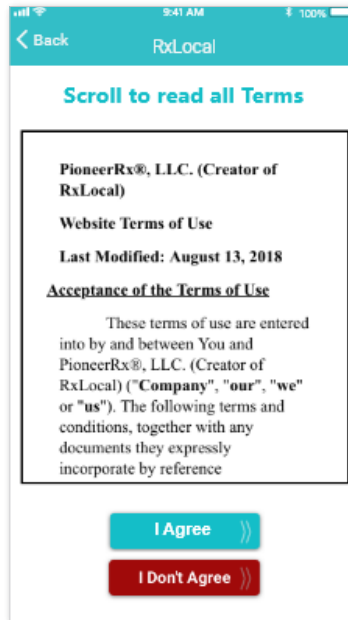 9:41 AM 100%
Back RxLocal
Scroll to read all Terms
PioneerRx®, LLC. (Creator of
RxLocal)
Website Terms of Use
Last Modified: August 13, 2018
Acceptance of the Terms of Use
These terms of use are entered
into by and between You and
PioneerRx®, LLC. (Creator of
RxLocal) ("Company", "our", "we"
or "us"). The following terms and
conditions, together with any
documents they expressly
incorporate by reference
I Agree
I Don't Agree